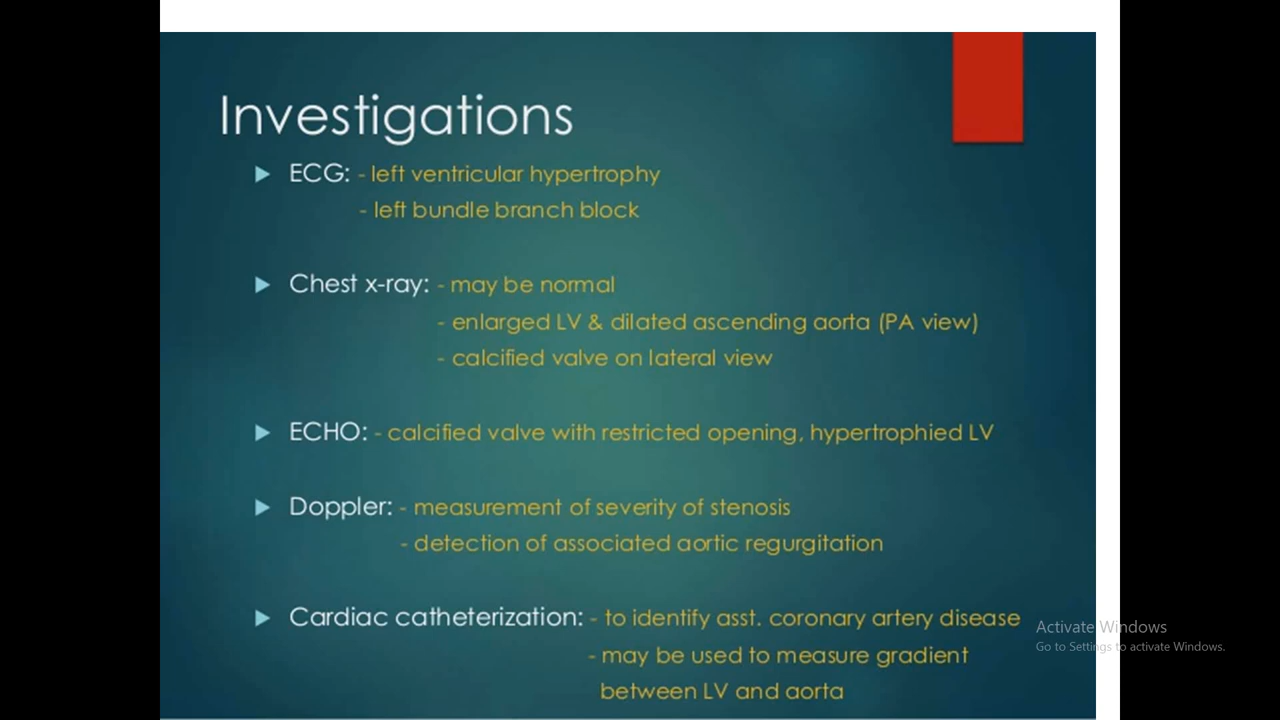 Investigations
ECG: - left ventricular hypertrophy
- left bundle branch block
Chest x-ray: - may be normal
- enlarged LV & dilated ascending aorta (PA view)
- calcified valve on lateral view
ECHO: - calcified valve with restricted opening, hypertrophied LV
Doppler: - measurement of severity of stenosis
- detection of associated aortic regurgitation
Cardiac catheterization: - to identify asst. coronary artery disease
- may be used to measure gradient
between LV and aorta
Activate Windows
Go to Settings to activate Windows.